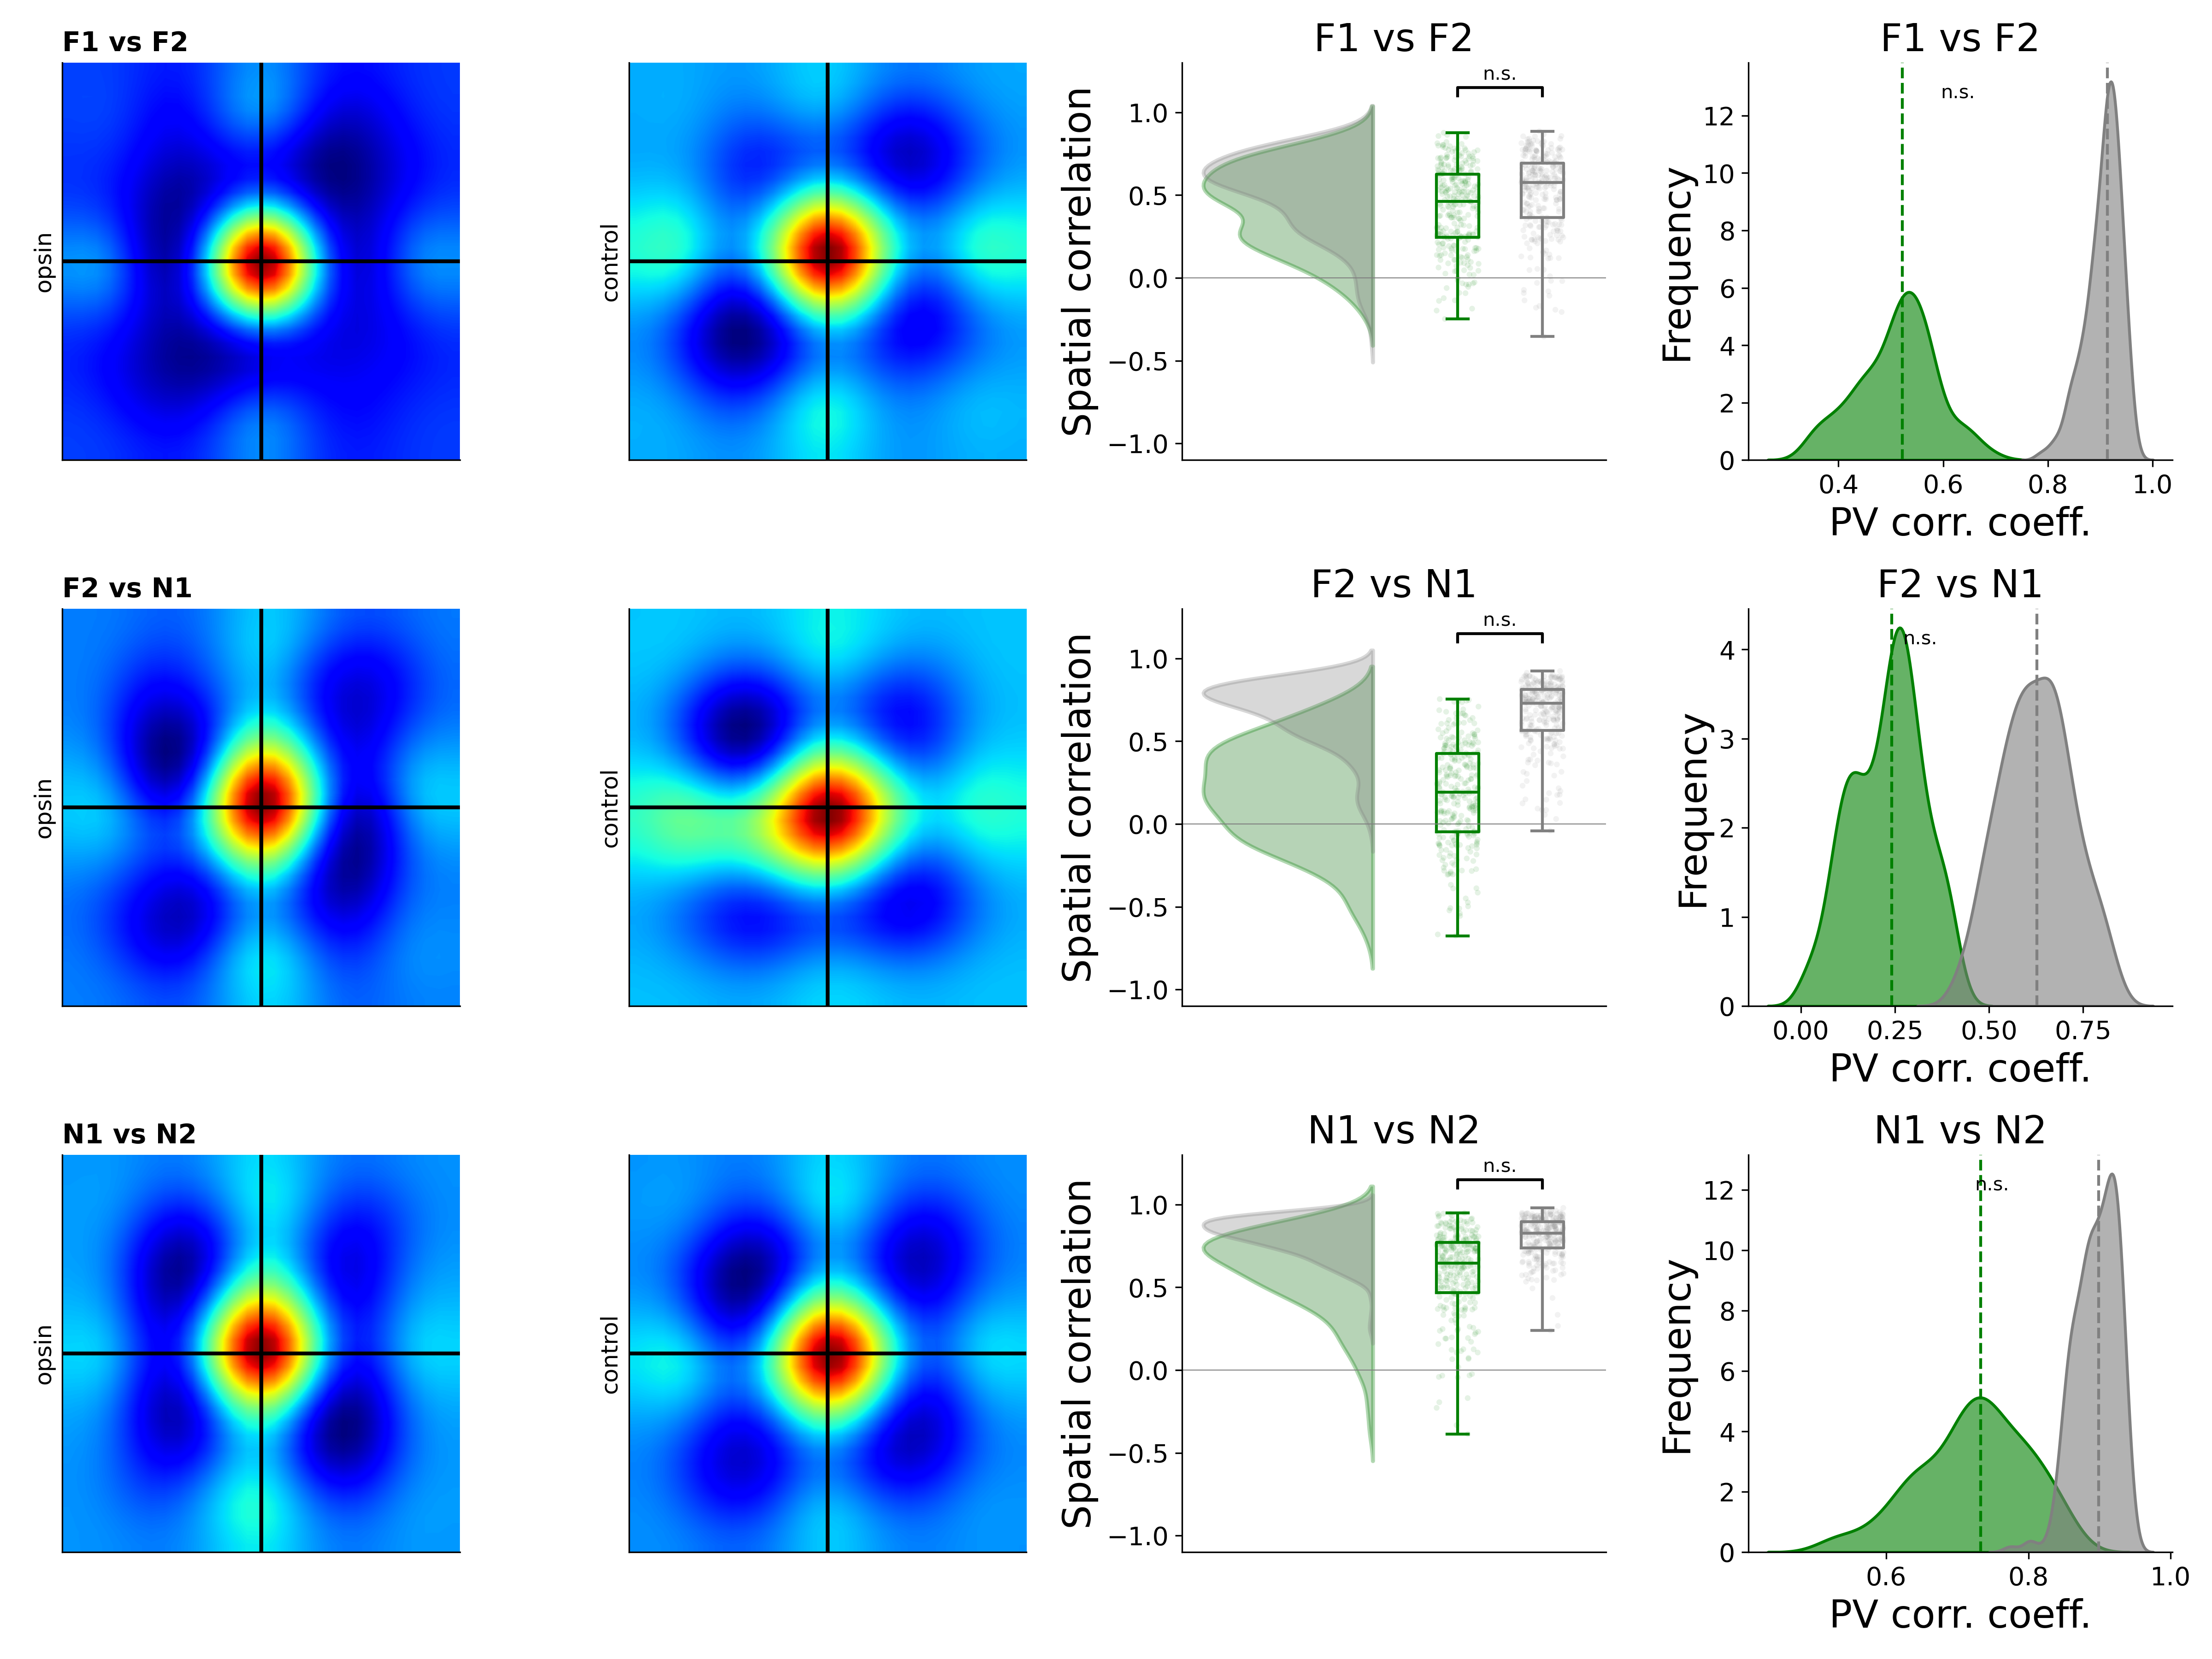 F1 vs F2
opsin
control
F1 vs F2
n.s.
Spatial correlation
1.0
0.5
0.0
−0.5
−1.0
F1 vs F2
n.s.
Frequency
12
10
8
6
4
2
0
0.4 0.6 0.8 1.0
PV corr. coeff.
F2 vs N1
opsin
control
F2 vs N1
n.s.
Spatial correlation
1.0
0.5
0.0
−0.5
−1.0
F2 vs N1
n.s.
Frequency
4
3
2
1
0
0.00 0.25 0.50 0.75
PV corr. coeff.
N1 vs N2
opsin
control
N1 vs N2
n.s.
Spatial correlation
1.0
0.5
0.0
−0.5
−1.0
N1 vs N2
n.s.
Frequency
12
10
8
6
4
2
0
0.6 0.8 1.0
PV corr. coeff.